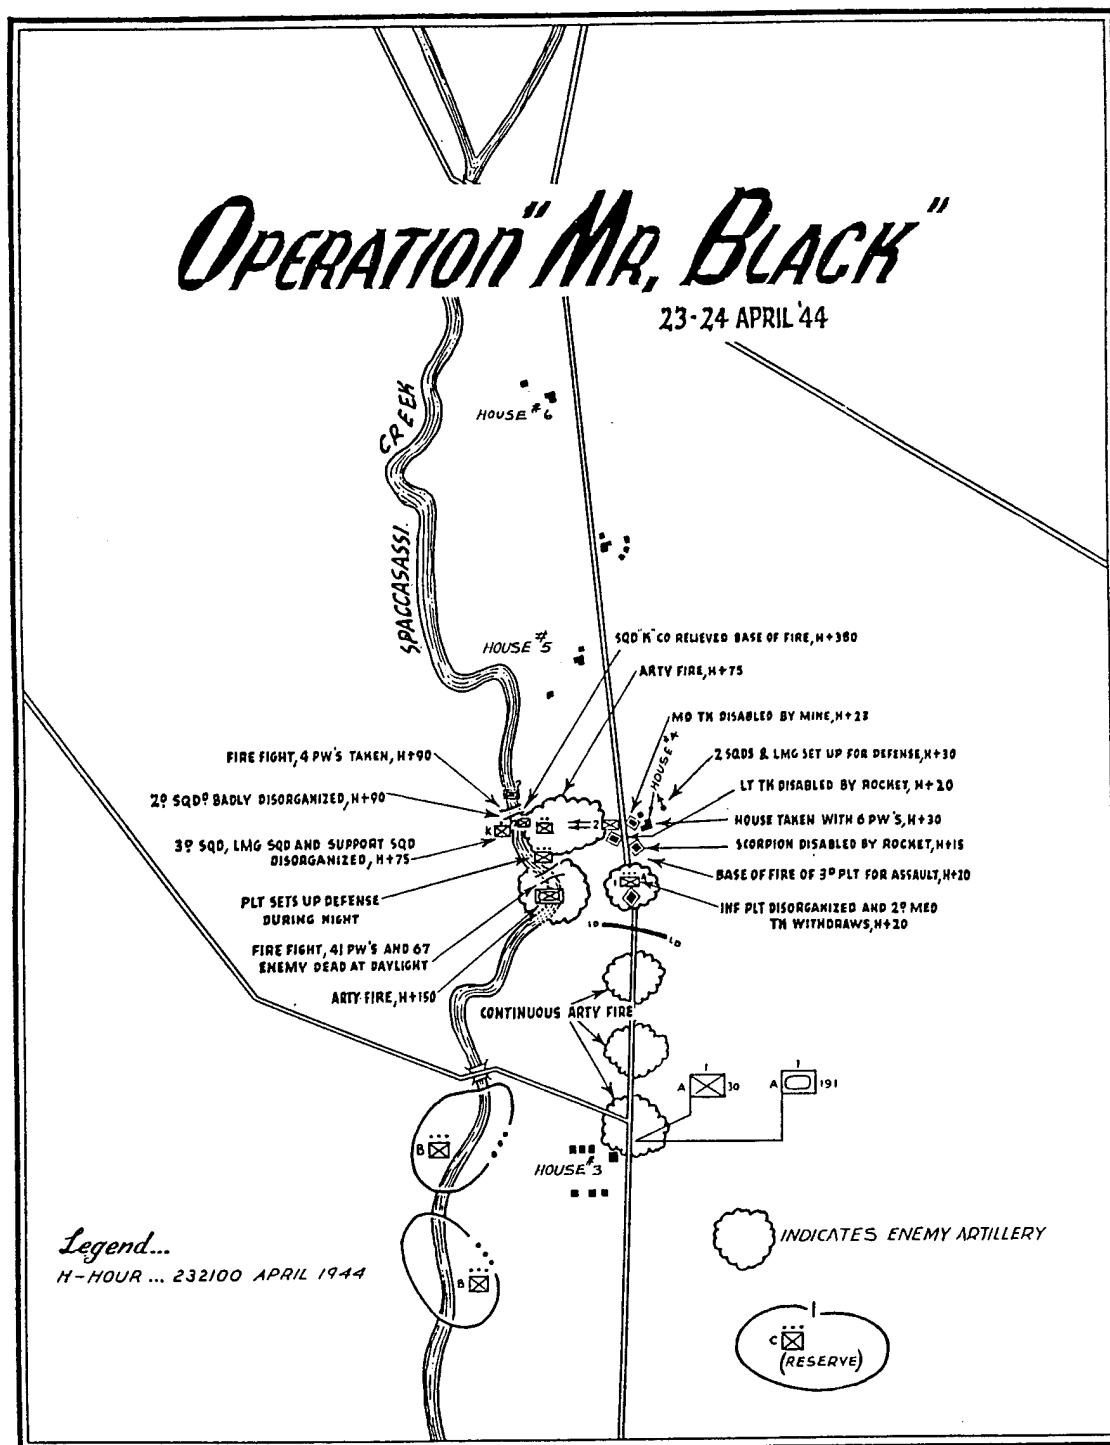 OPERATION "MR. BLACK"
23-24 APRIL '44
CREEK
SPACCASASSI
HOUSE #6
HOUSE #5
SQD "K" CO RELIEVED BASE OF FIRE, H+380
ARTY FIRE, H+75
MD TK DISABLED BY MINE, H+23
HOUSE #4
2 SQDS & LMG SET UP FOR DEFENSE, H+30
LT TK DISABLED BY ROCKET, H+20
HOUSE TAKEN WITH 6 PW'S, H+30
SCORPION DISABLED BY ROCKET, H+15
BASE OF FIRE OF 3D PLT FOR ASSAULT, H+20
INF PLT DISORGANIZED AND 2D MED
TK WITHDRAWS, H+20
FIRE FIGHT, 4 PW'S TAKEN, H+90
2D SQD BADLY DISORGANIZED, H+90
3D SQD, LMG SQD AND SUPPORT SQD
DISORGANIZED, H+75
PLT SETS UP DEFENSE
DURING NIGHT
FIRE FIGHT, 41 PW'S AND 67
ENEMY DEAD AT DAYLIGHT
ARTY FIRE, H+150
K
2
LD
LD
CONTINUOUS ARTY FIRE
1
A 30
1
A 191
B
HOUSE #3
B
Legend...
H-HOUR ... 232100 APRIL 1944
INDICATES ENEMY ARTILLERY
C
(RESERVE)